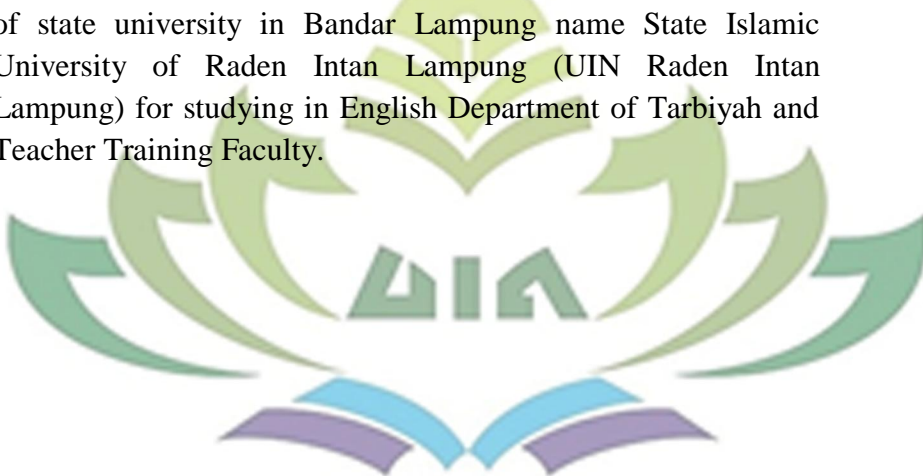 of state university in Bandar Lampung name State Islamic
University of Raden Intan Lampung (UIN Raden Intan
Lampung) for studying in English Department of Tarbiyah and
Teacher Training Faculty.
UIN